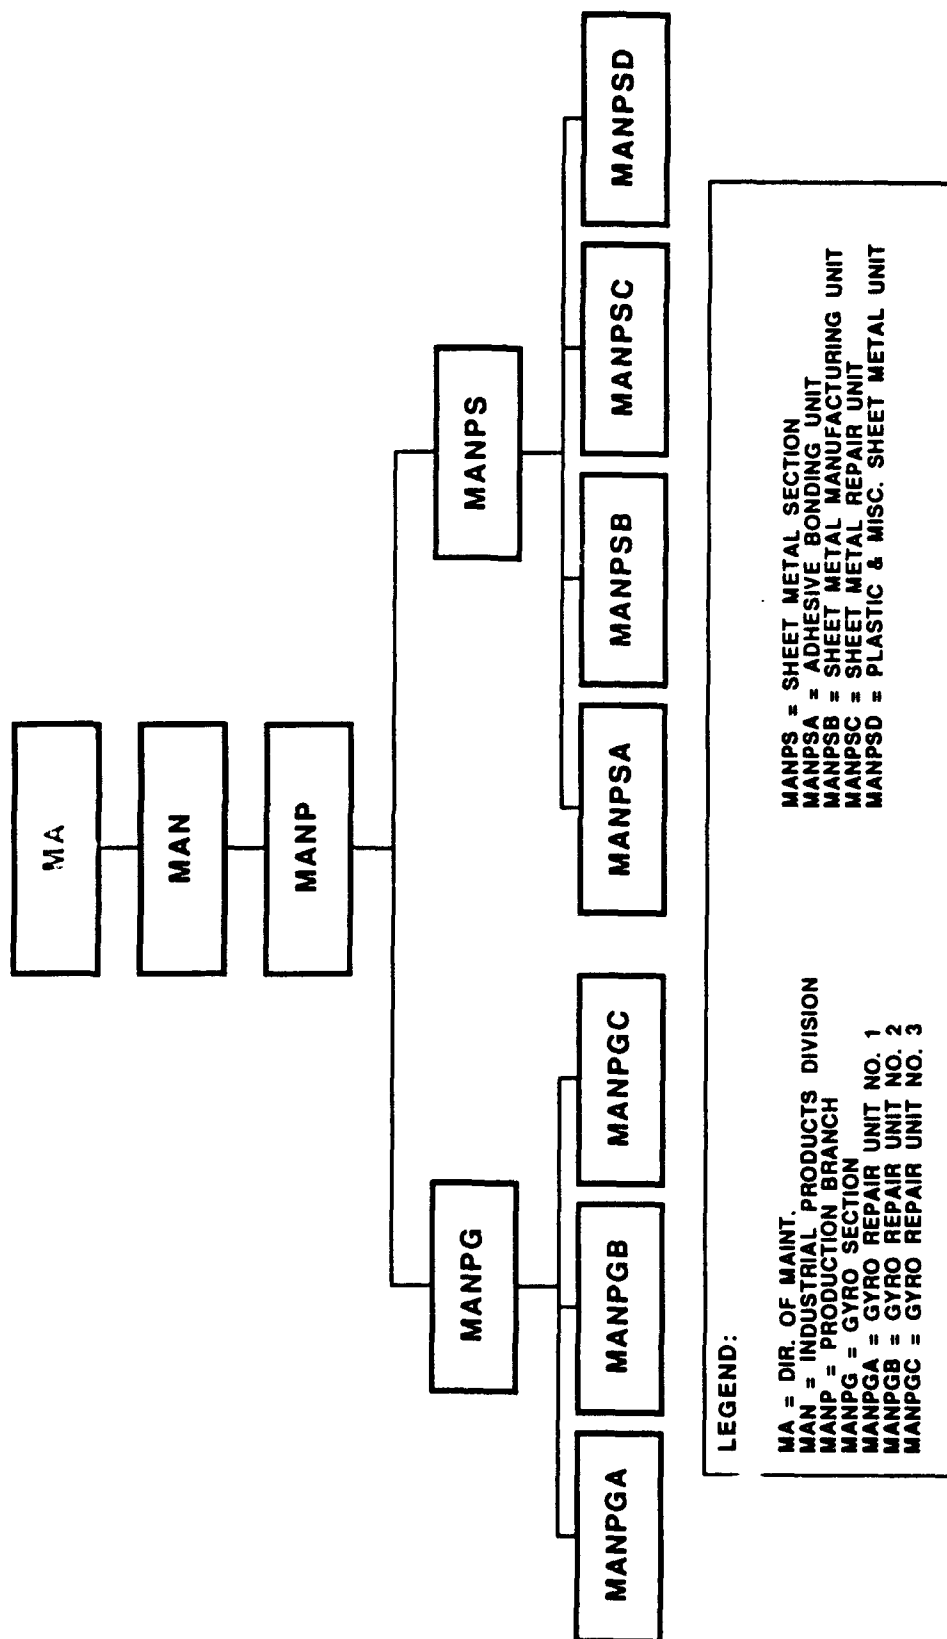 MA
MAN
MANP
MANPG
MANPS
MANPGA
MANPGB
MANPGC
MANPSA
MANPSB
MANPSC
MANPSD
LEGEND:
MA = DIR. OF MAINT.
MAN = INDUSTRIAL PRODUCTS DIVISION
MANP = PRODUCTION BRANCH
MANPG = GYRO SECTION
MANPGA = GYRO REPAIR UNIT NO. 1
MANPGB = GYRO REPAIR UNIT NO. 2
MANPGC = GYRO REPAIR UNIT NO. 3
MANPS = SHEET METAL SECTION
MANPSA = ADHESIVE BONDING UNIT
MANPSB = SHEET METAL MANUFACTURING UNIT
MANPSC = SHEET METAL REPAIR UNIT
MANPSD = PLASTIC & MISC. SHEET METAL UNIT